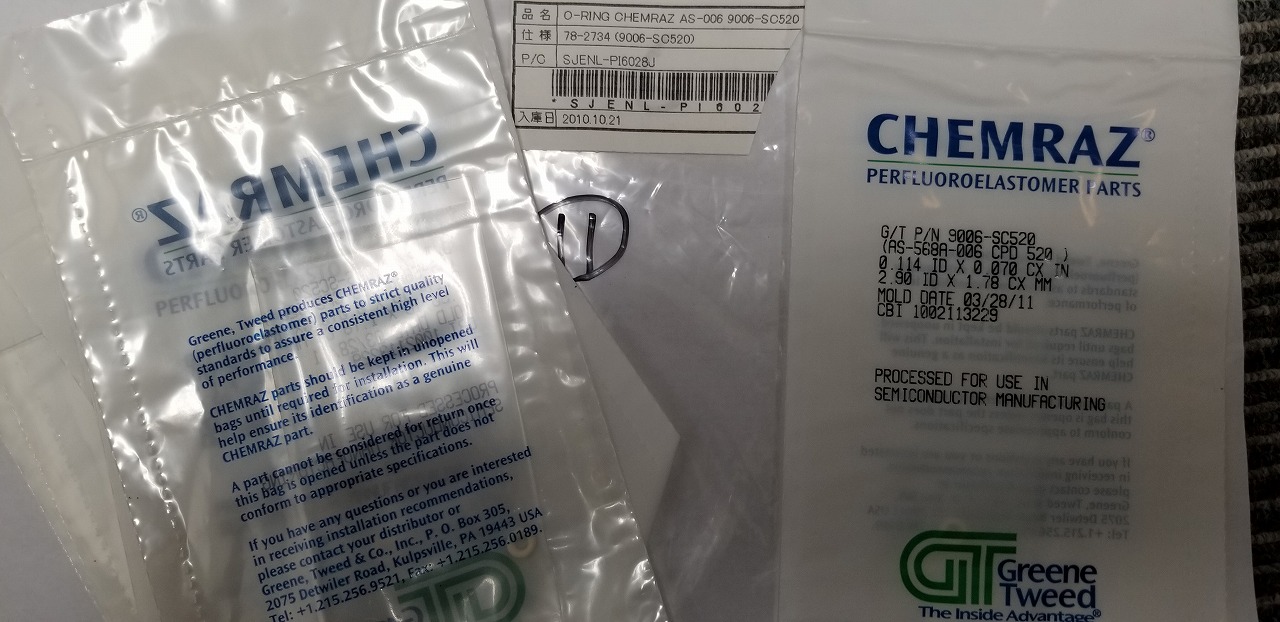 品名 O-RING CHEMRAZ AS-006 9006-SC520
仕様 78-2734 (9006-SC520)
P/C SJENL-PI6028J
* S J E N L - P I 6 0 2
入庫日 2010.10.21
11
CHEMRAZ®
PERFLUORO
Greene, Tweed produces CHEMRAZ®
(perfluoroelastomer) parts to strict quality
standards to assure a consistent high level
of performance.
CHEMRAZ parts should be kept in unopened
bags until required for installation. This will
help ensure its identification as a genuine
CHEMRAZ part.
A part cannot be considered for return once
this bag is opened unless the part does not
conform to appropriate specifications.
If you have any questions or you are interested
in receiving installation recommendations,
please contact your distributor or
Greene, Tweed & Co., Inc., P. O. Box 305,
2075 Detwiler Road, Kulpsville, PA 19443 USA
Tel: +1.215.256.9521, Fax: +1.215.256.0189.
GT
CHEMRAZ®
PERFLUOROELASTOMER PARTS
G/T P/N 9006-SC520
(AS-568A-006 CPD 520 )
0.114 ID X 0.070 CX IN
2.90 ID X 1.78 CX MM
MOLD DATE 03/28/11
CBI 1002113229
PROCESSED FOR USE IN
SEMICONDUCTOR MANUFACTURING
GT Greene
Tweed
The Inside Advantage®